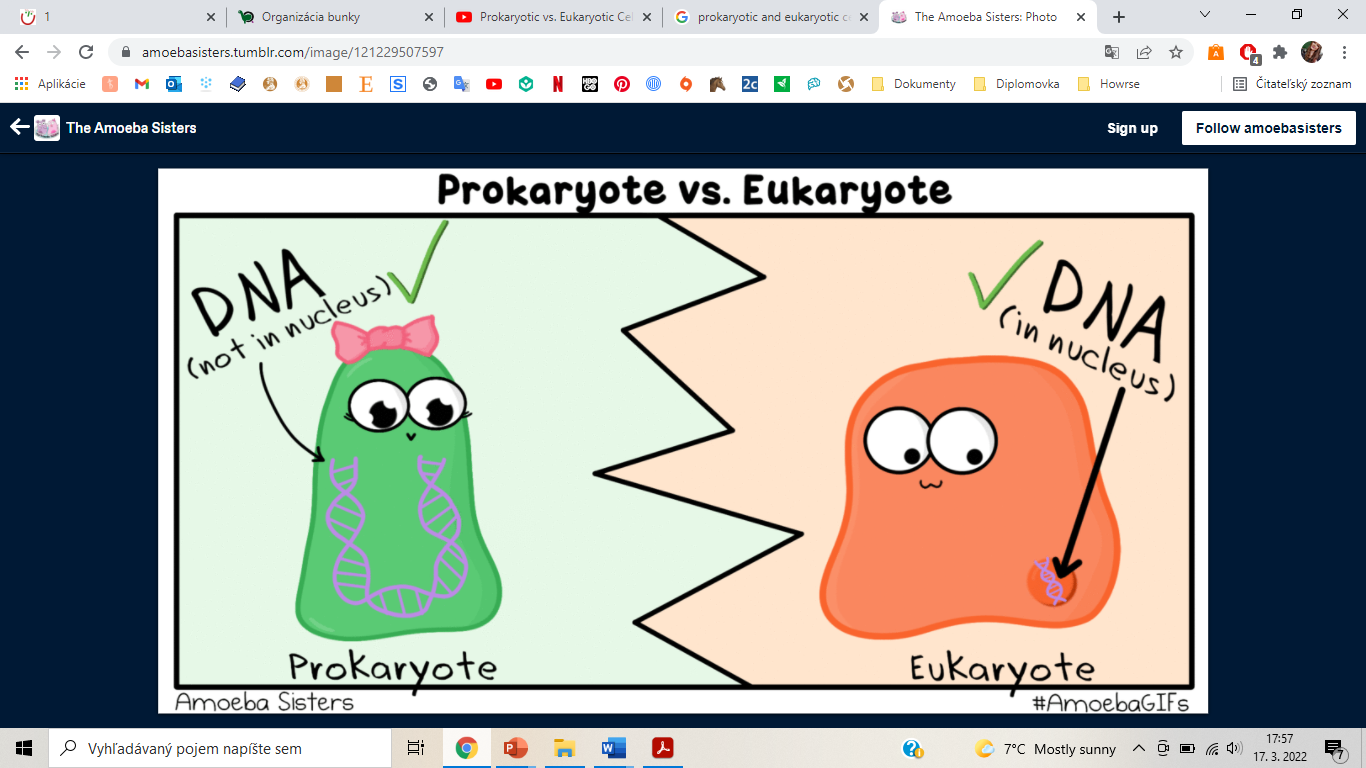 1
Organizácia bunky
Prokaryotic vs. Eukaryotic Cel
prokaryotic and eukaryotic c
The Amoeba Sisters: Photo
amoebasisters.tumblr.com/image/121229507597
4
Aplikácie
2c
Dokumenty
Diplomovka
Howrse
Čitateľský zoznam
The Amoeba Sisters
Sign up
Follow amoebasisters
Prokaryote vs. Eukaryote
DNA
(not in nucleus)
DNA
(in nucleus)
Prokaryote
Eukaryote
Amoeba Sisters
#AmoebaGIFs
Vyhľadávaný pojem napíšte sem
7°C Mostly sunny
17:57
17. 3. 2022
7